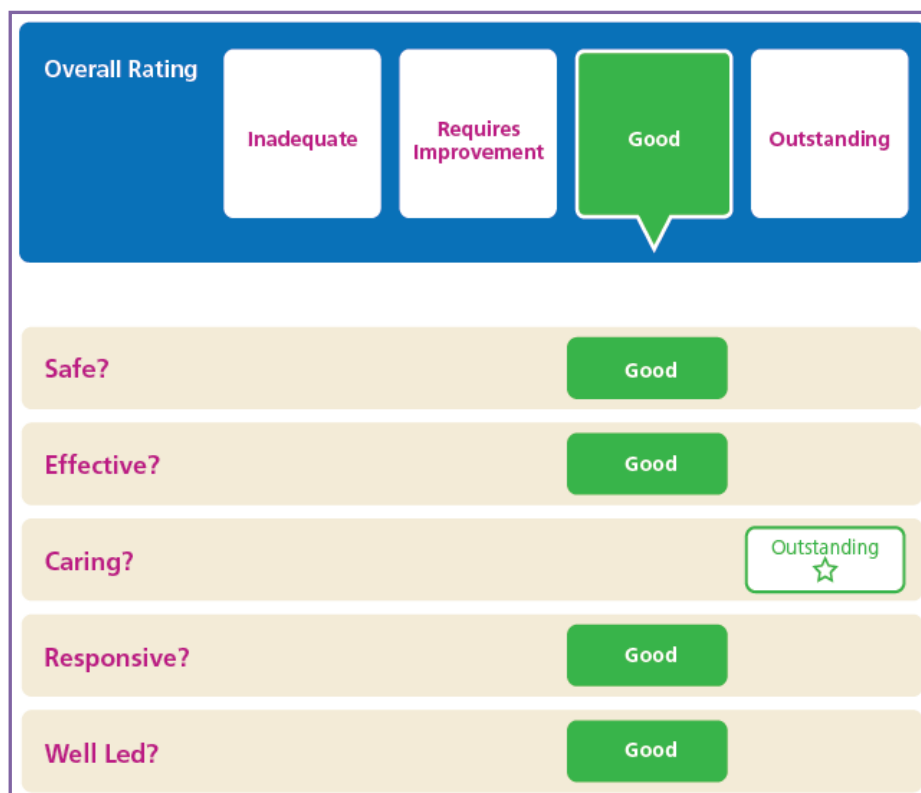 Overall Rating
Inadequate
Requires
Improvement
Good
Outstanding
Safe?
Good
Effective?
Good
Caring?
Outstanding
Responsive?
Good
Well Led?
Good